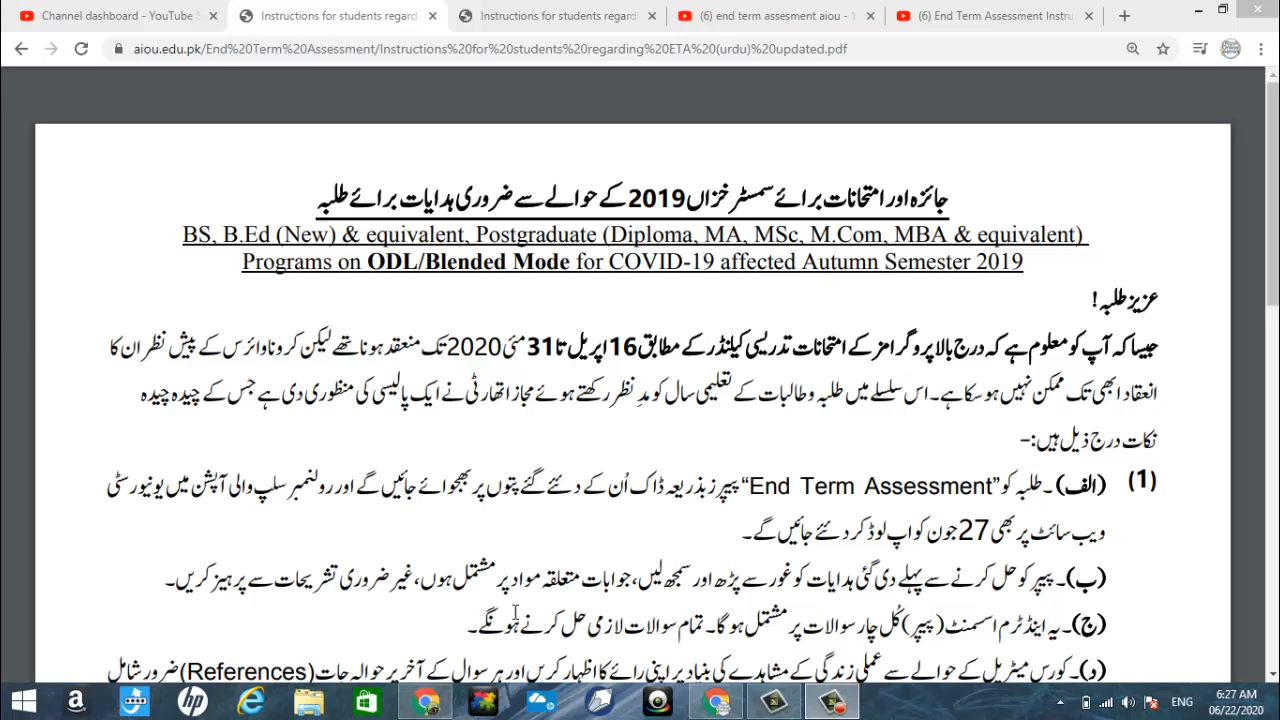 Channel dashboard - YouTube S
Instructions for students regard
Instructions for students regard
(6) end term assesment aiou - Y
(6) End Term Assessment Instru
aiou.edu.pk/End%20Term%20Assessment/Instructions%20for%20students%20regarding%20ETA%20(urdu)%20updated.pdf
جائزہ اور امتحانات برائے سمسٹر خزاں 2019 کے حوالے سے ضروری ہدایات برائے طلبہ
BS, B.Ed (New) & equivalent, Postgraduate (Diploma, MA, MSc, M.Com, MBA & equivalent)
Programs on ODL/Blended Mode for COVID-19 affected Autumn Semester 2019
عزیز طلبہ !
جیسا کہ آپ کو معلوم ہے کہ درج بالا پروگرامز کے امتحانات تدریسی کیلنڈر کے مطابق 16 اپریل تا 31 مئی 2020 تک منعقد ہونا تھے لیکن کرونا وائرس کے پیش نظر ان کا
انعقاد ابھی تک ممکن نہیں ہو سکا ہے۔ اس سلسلے میں طلبہ و طالبات کے تعلیمی سال کو مدِ نظر رکھتے ہوئے مجاز اتھارٹی نے ایک پالیسی کی منظوری دی ہے جس کے چیدہ چیدہ
نکات درج ذیل ہیں:-
(1) (الف)۔ طلبہ کو "End Term Assessment" پیپرز بذریعہ ڈاک اُن کے دئے گئے پتوں پر بھجوائے جائیں گے اور رولنمبر سلپ والی آپشن میں یونیورسٹی
ویب سائٹ پر بھی 27 جون کو اپ لوڈ کر دئے جائیں گے۔
(ب)۔ پیپر کو حل کرنے سے پہلے دی گئی ہدایات کو غور سے پڑھ اور سمجھ لیں، جوابات متعلقہ مواد پر مشتمل ہوں، غیر ضروری تشریحات سے پرہیز کریں۔
(ج)۔ یہ اینڈ ٹرم اسسمنٹ (پیپر) کُل چار سوالات پر مشتمل ہو گا۔ تمام سوالات لازمی حل کرنے ہونگے۔
(د)۔ کورس میٹریل کے حوالے سے عملی زندگی کے مشاہدے کی بنیاد پر اپنی رائے کا اظہار کریں اور ہر سوال کے آخر پر حوالہ جات (References) ضرور شامل
ENG
6:27 AM
06/22/2020